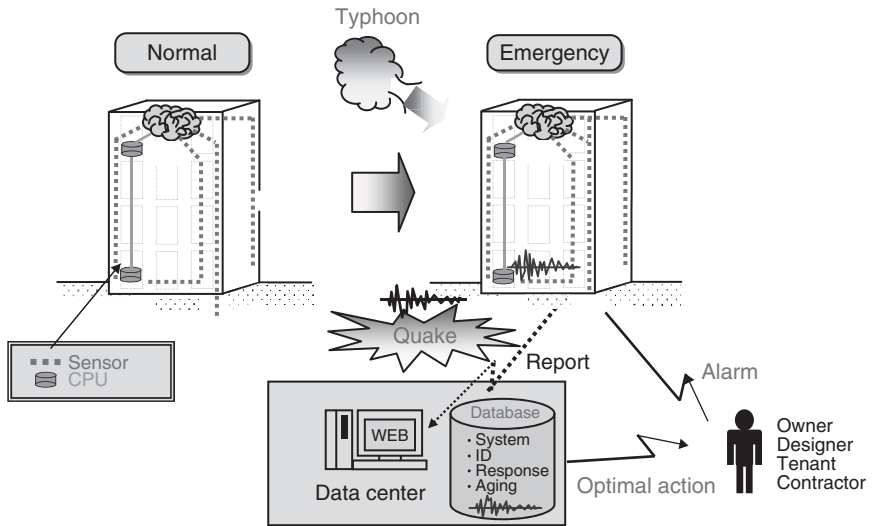 Typhoon
Normal
Emergency
Quake
Sensor
CPU
Report
Alarm
WEB
Data center
Database
· System
· ID
· Response
· Aging
Optimal action
Owner
Designer
Tenant
Contractor